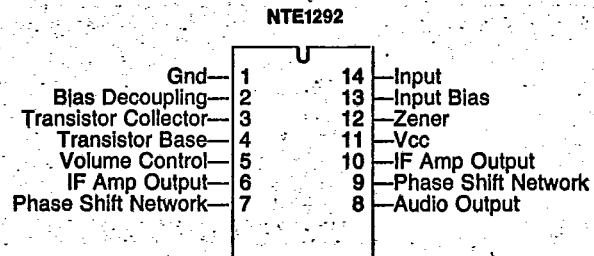 NTE1292
Gnd 1 14 Input
Bias Decoupling 2 13 Input Bias
Transistor Collector 3 12 Zener
Transistor Base 4 11 Vcc
Volume Control 5 10 IF Amp Output
IF Amp Output 6 9 Phase Shift Network
Phase Shift Network 7 8 Audio Output